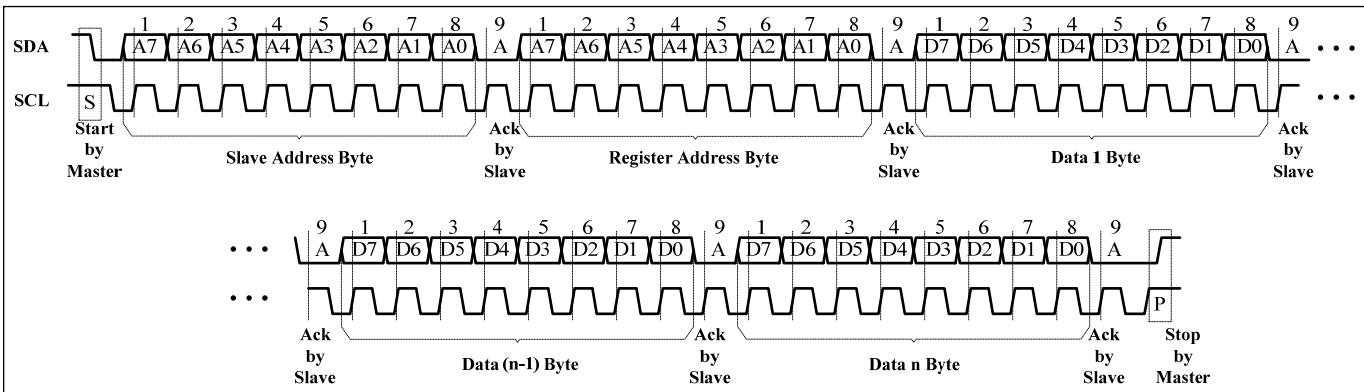 1 2 3 4 5 6 7 8 9 1 2 3 4 5 6 7 8 9 1 2 3 4 5 6 7 8 9
SDA A7 A6 A5 A4 A3 A2 A1 A0 A A7 A6 A5 A4 A3 A2 A1 A0 A D7 D6 D5 D4 D3 D2 D1 D0 A • • •
SCL S • • •
Start by Master
Slave Address Byte
Ack by Slave
Register Address Byte
Ack by Slave
Data 1 Byte
Ack by Slave
9 1 2 3 4 5 6 7 8 9 1 2 3 4 5 6 7 8 9
• • • A D7 D6 D5 D4 D3 D2 D1 D0 A D7 D6 D5 D4 D3 D2 D1 D0 A
• • • P
Ack by Slave
Data (n-1) Byte
Ack by Slave
Data n Byte
Ack by Slave
Stop by Master